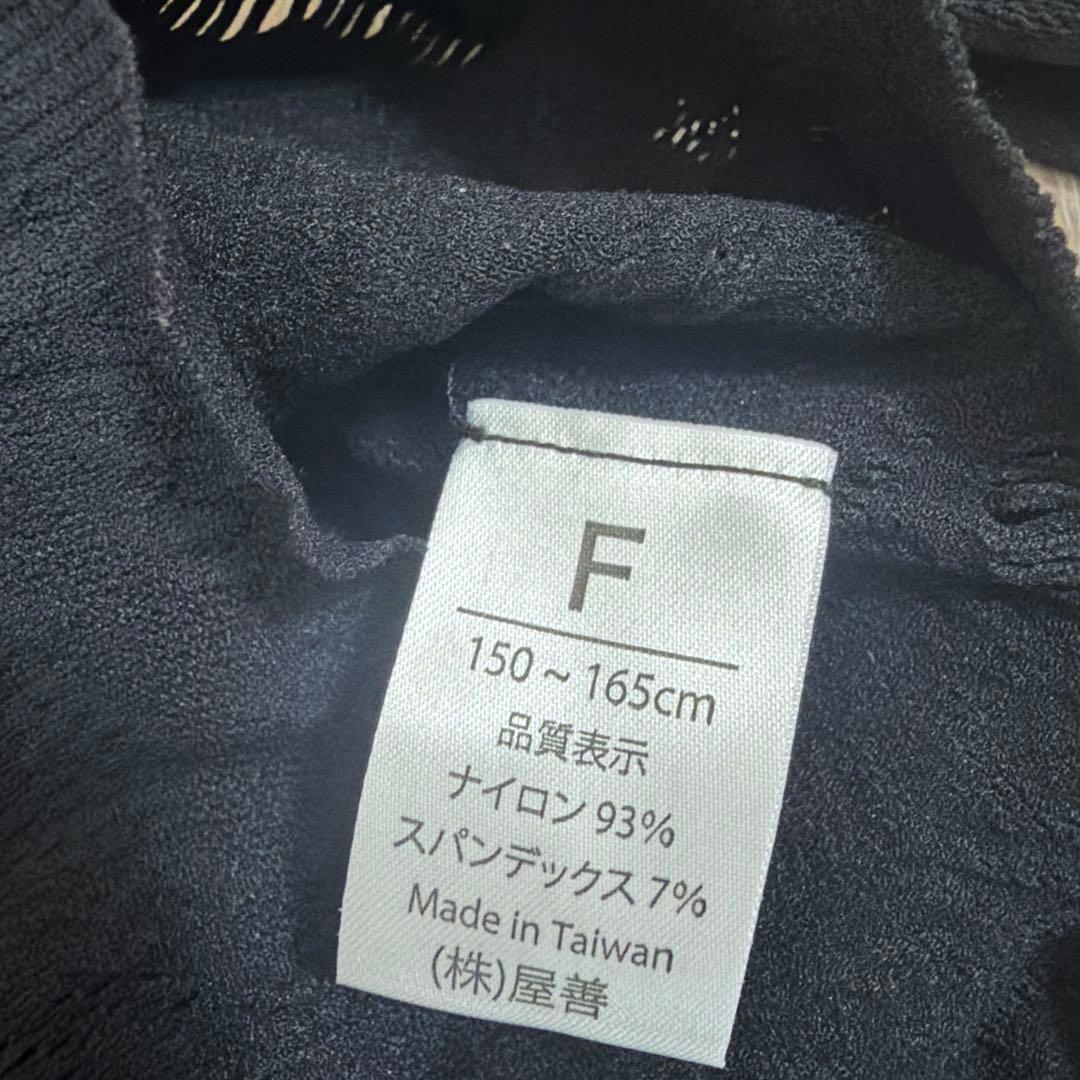 F
150 ~ 165cm
品質表示
ナイロン 93%
スパンデックス 7%
Made in Taiwan
(株)屋善